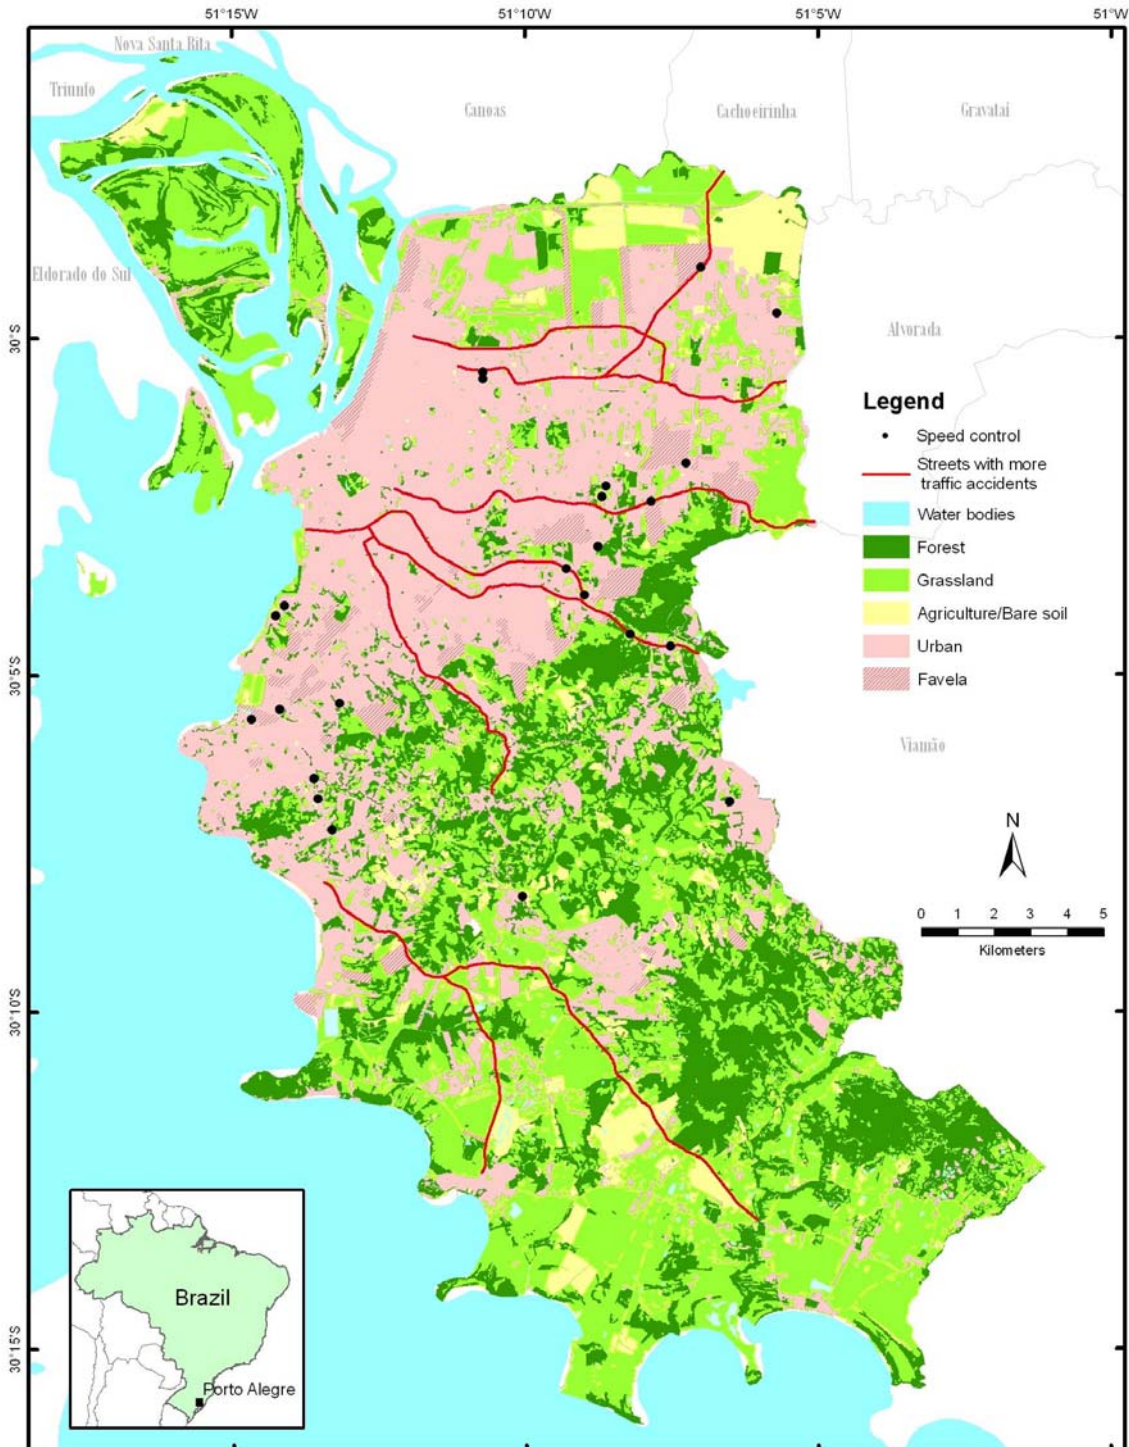 51°15'W
51°10'W
51°5'W
51°W
Nova Santa Rita
Triunfo
Canoas
Cachoeirinha
Gravataí
Eldorado do Sul
30°S
Alvorada
Legend
Speed control
Streets with more
traffic accidents
Water bodies
Forest
Grassland
Agriculture/Bare soil
Urban
Favela
30°5'S
Viamão
N
0 1 2 3 4 5
Kilometers
30°10'S
Brazil
Porto Alegre
30°15'S